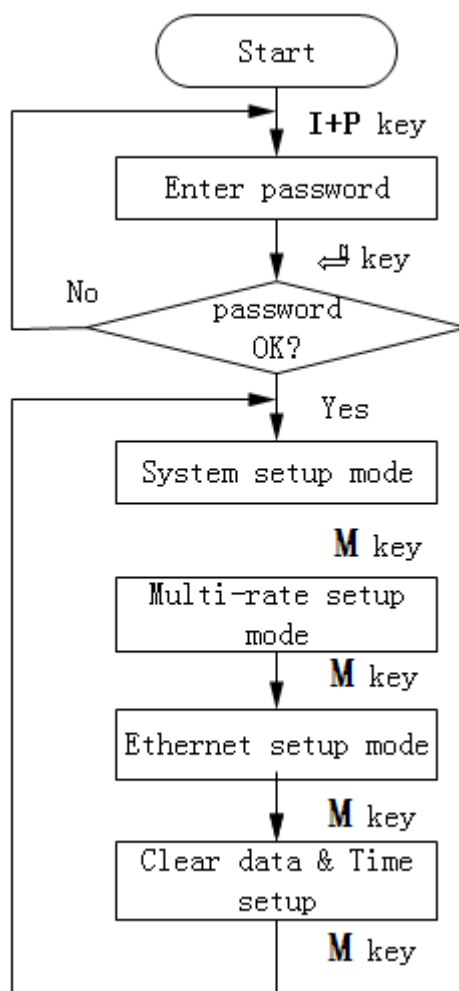 Start
I+P key
Enter password
⏎ key
No
password
OK?
Yes
System setup mode
M key
Multi-rate setup
mode
M key
Ethernet setup mode
M key
Clear data & Time
setup
M key